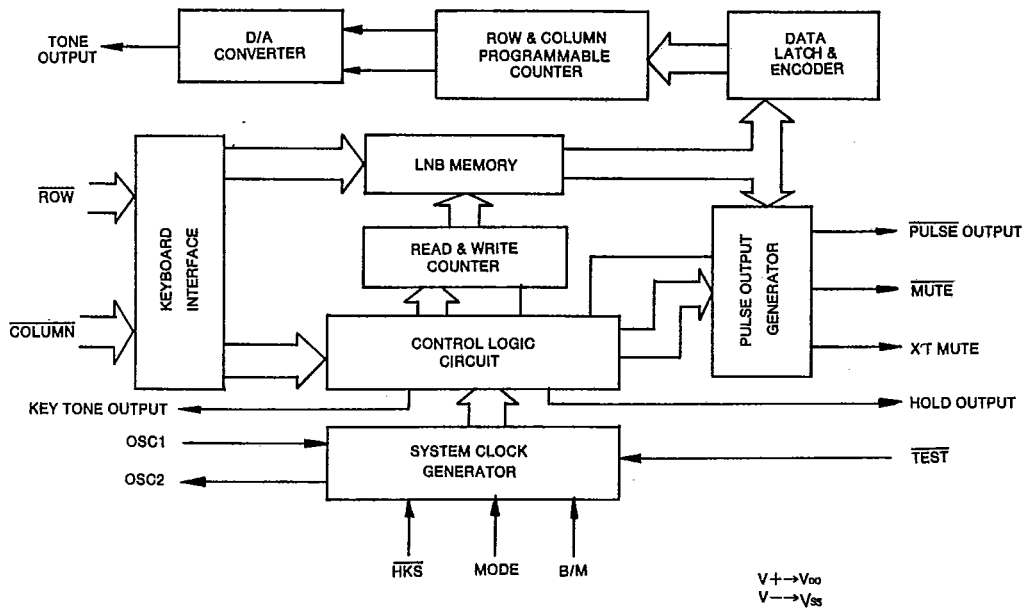 TONE
OUTPUT
D/A
CONVERTER
ROW & COLUMN
PROGRAMMABLE
COUNTER
DATA
LATCH &
ENCODER
ROW
COLUMN
KEYBOARD
INTERFACE
LNB MEMORY
READ & WRITE
COUNTER
CONTROL LOGIC
CIRCUIT
PULSE OUTPUT
GENERATOR
PULSE OUTPUT
MUTE
X'T MUTE
KEY TONE OUTPUT
HOLD OUTPUT
OSC1
OSC2
SYSTEM CLOCK
GENERATOR
TEST
HKS
MODE
B/M
V+→VDD
V-→VSS